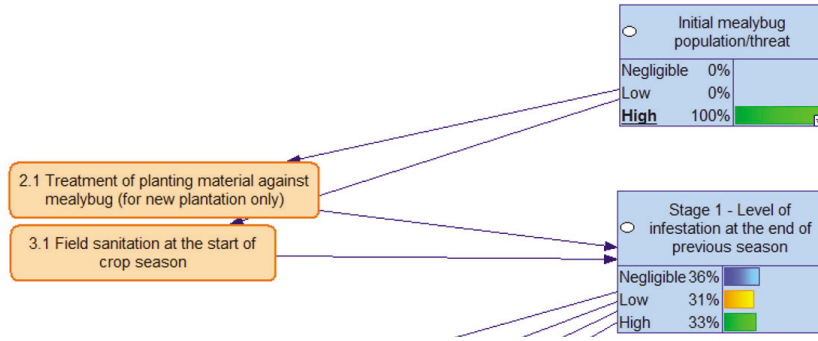 Initial mealybug
population/threat
Negligible 0%
Low 0%
High 100%
2.1 Treatment of planting material against
mealybug (for new plantation only)
3.1 Field sanitation at the start of
crop season
Stage 1 - Level of
infestation at the end of
previous season
Negligible 36%
Low 31%
High 33%